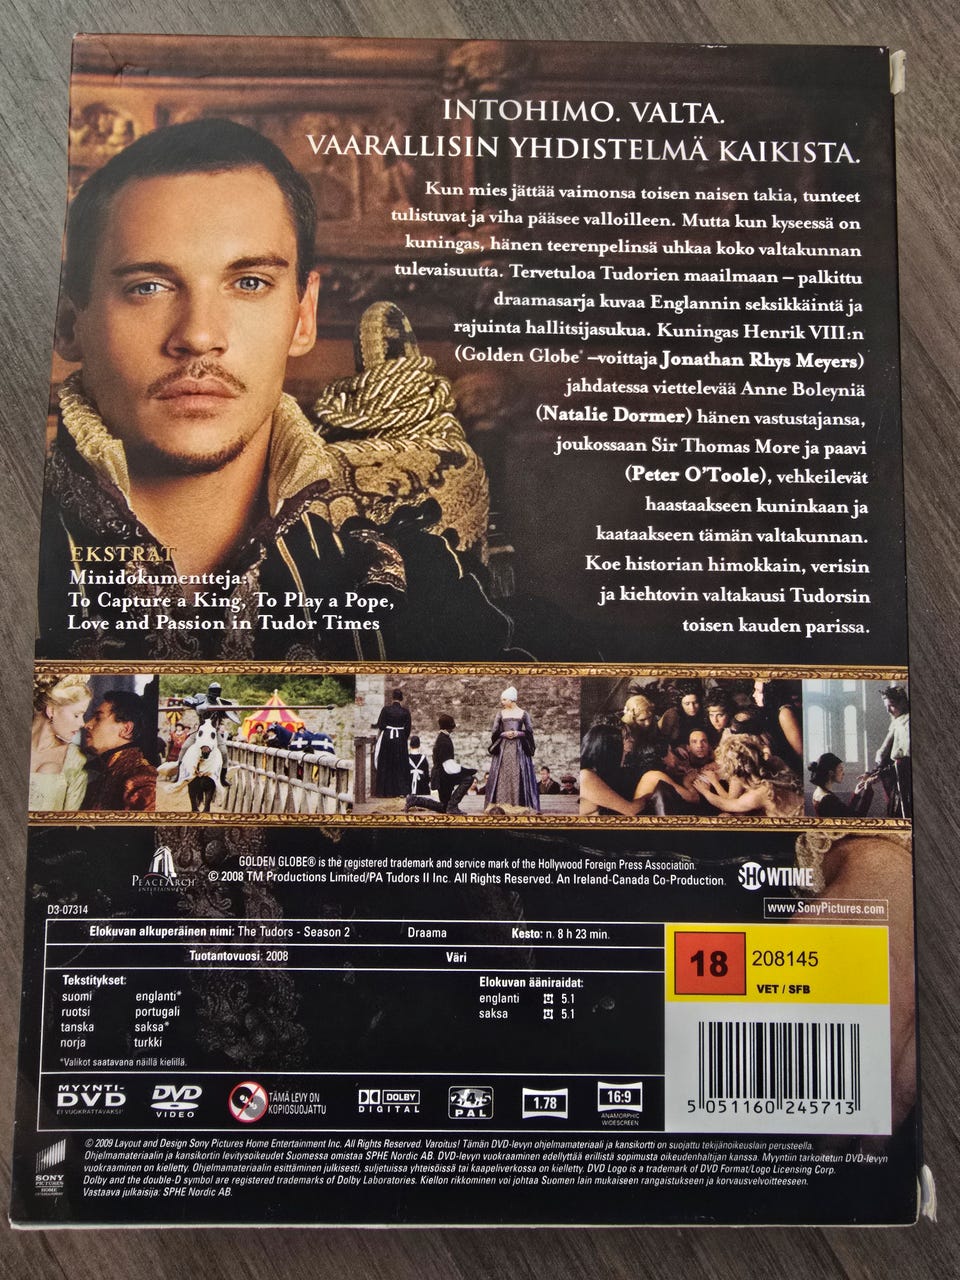 INTOHIMO. VALTA.
VAARALLISIN YHDISTELMÄ KAIKISTA.
Kun mies jättää vaimonsa toisen naisen takia, tunteet
tulistuvat ja viha pääsee valloilleen. Mutta kun kyseessä on
kuningas, hänen teerenpelinsä uhkaa koko valtakunnan
tulevaisuutta. Tervetuloa Tudorien maailmaan – palkittu
draamasarja kuvaa Englannin seksikkäintä ja
rajuinta hallitsijasukua. Kuningas Henrik VIII:n
(Golden Globe® –voittaja Jonathan Rhys Meyers)
jahdatessa viettelevää Anne Boleyniä
(Natalie Dormer) hänen vastustajansa,
joukossaan Sir Thomas More ja paavi
(Peter O'Toole), vehkeilevät
haastaakseen kuninkaan ja
kaataakseen tämän valtakunnan.
Koe historian himokkain, verisin
ja kiehtovin valtakausi Tudorsin
toisen kauden parissa.
EKSTRAT
Minidokumentteja:
To Capture a King, To Play a Pope,
Love and Passion in Tudor Times
PEACE ARCH
ENTERTAINMENT
GOLDEN GLOBE® is the registered trademark and service mark of the Hollywood Foreign Press Association.
© 2008 TM Productions Limited/PA Tudors II Inc. All Rights Reserved. An Ireland-Canada Co-Production.
SHOWTIME
D3-07314
www.SonyPictures.com
Elokuvan alkuperäinen nimi: The Tudors - Season 2 Draama Kesto: n. 8 h 23 min.
Tuotantovuosi: 2008 Väri
Tekstitykset:
suomi englanti*
ruotsi portugali
tanska saksa*
norja turkki
*Valikot saatavana näillä kielillä.
Elokuvan ääniraidat:
englanti 5.1
saksa 5.1
18 208145
VET / SFB
MYYNTI-
DVD
EI VUOKRATTAVAKSI
DVD
VIDEO
TÄMÄ LEVY ON
KOPIOSUOJATTU
DOLBY
DIGITAL
2
PAL
1.78
16:9
ANAMORPHIC
WIDESCREEN
5 051160 245713
SONY
PICTURES
HOME
ENTERTAINMENT
© 2009 Layout and Design Sony Pictures Home Entertainment Inc. All Rights Reserved. Varoitus! Tämän DVD-levyn ohjelmamateriaali ja kansikortti on suojattu tekijänoikeuslain perusteella.
Ohjelmamateriaalin ja kansikortin levitysoikeudet Suomessa omistaa SPHE Nordic AB. DVD-levyn vuokraaminen edellyttää erillistä sopimusta oikeudenhaltijan kanssa. Myyntiin tarkoitetun DVD-levyn
vuokraaminen on kielletty. Ohjelmamateriaalin esittäminen julkisesti, suljetuissa yhteisöissä tai kaapeliverkossa on kielletty. DVD Logo is a trademark of DVD Format/Logo Licensing Corp.
Dolby and the double-D symbol are registered trademarks of Dolby Laboratories. Kiellon rikkominen voi johtaa Suomen lain mukaiseen rangaistukseen ja korvausvelvoitteeseen.
Vastaava julkaisija: SPHE Nordic AB.